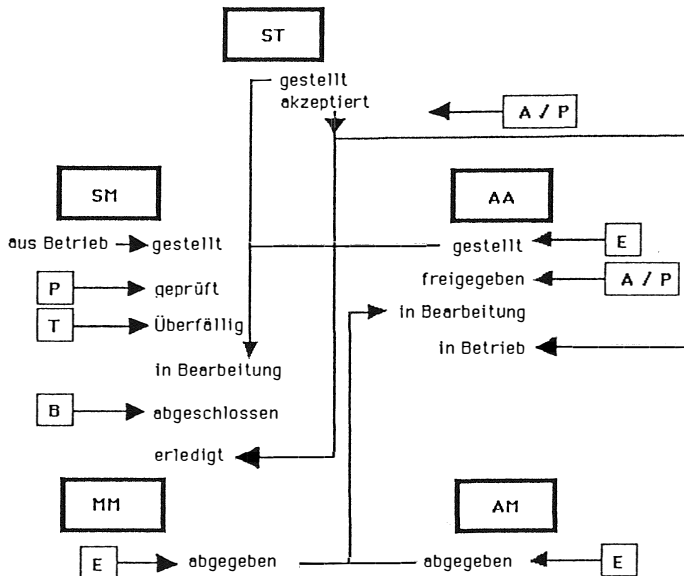 ST
gestellt
akzeptiert
A / P
SM
AA
aus Betrieb gestellt
gestellt
E
P
geprüft
freigegeben
A / P
T
Überfällig
in Bearbeitung
in Bearbeitung
in Betrieb
B
abgeschlossen
erledigt
MM
AM
E
abgegeben
abgegeben
E